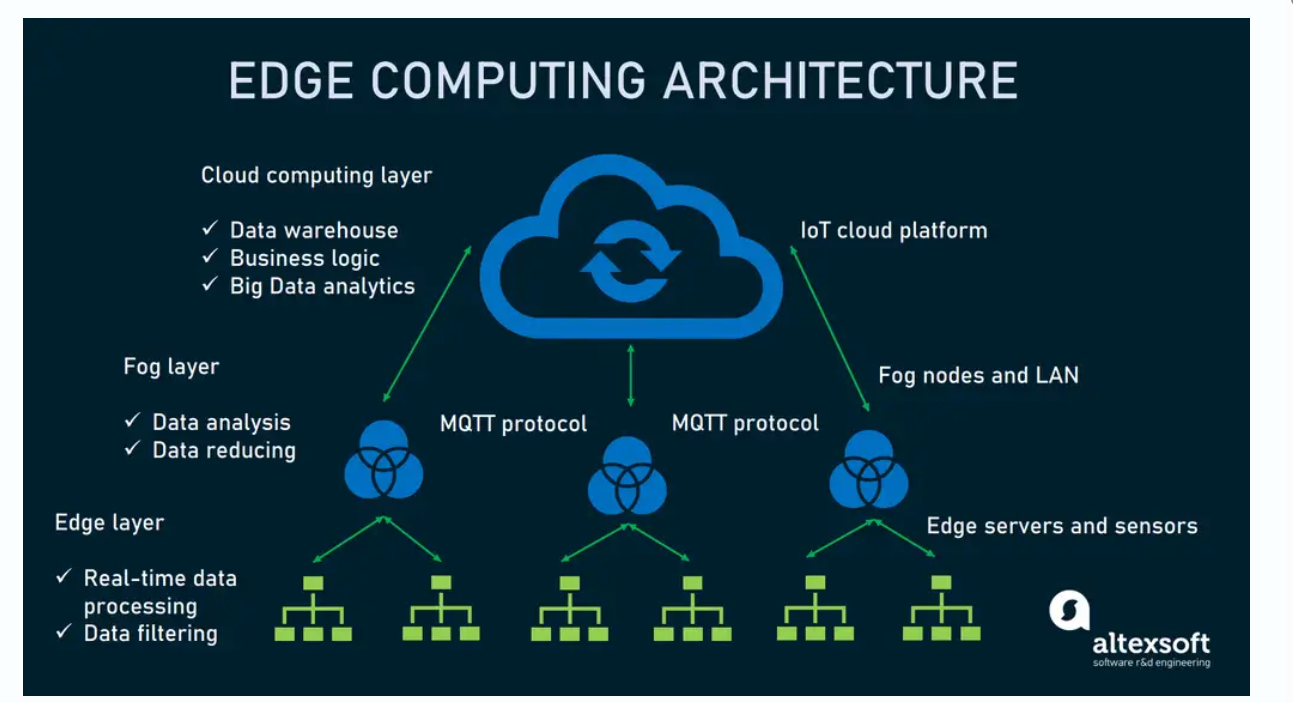 EDGE COMPUTING ARCHITECTURE
Cloud computing layer
✓ Data warehouse
✓ Business logic
✓ Big Data analytics
IoT cloud platform
Fog layer
✓ Data analysis
✓ Data reducing
MQTT protocol
MQTT protocol
Fog nodes and LAN
Edge layer
✓ Real-time data
processing
✓ Data filtering
Edge servers and sensors
altexsoft
software r&d engineering